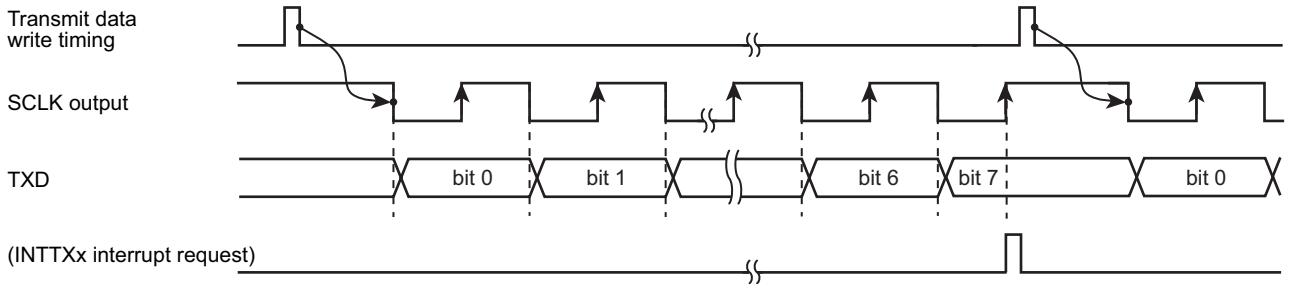 Transmit data
write timing
SCLK output
TXD
bit 0
bit 1
bit 6
bit 7
bit 0
(INTTXx interrupt request)